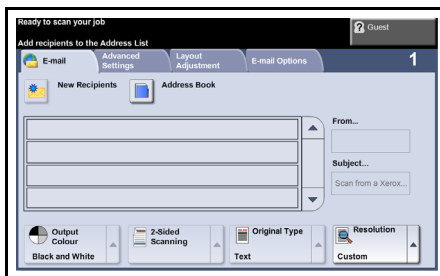 Ready to scan your job
Guest
Add recipients to the Address List
E-mail
Advanced Settings
Layout Adjustment
E-mail Options
1
New Recipients
Address Book
From...
Subject...
Scan from a Xerox...
Output Colour
Black and White
2-Sided Scanning
Original Type
Text
Resolution
Custom